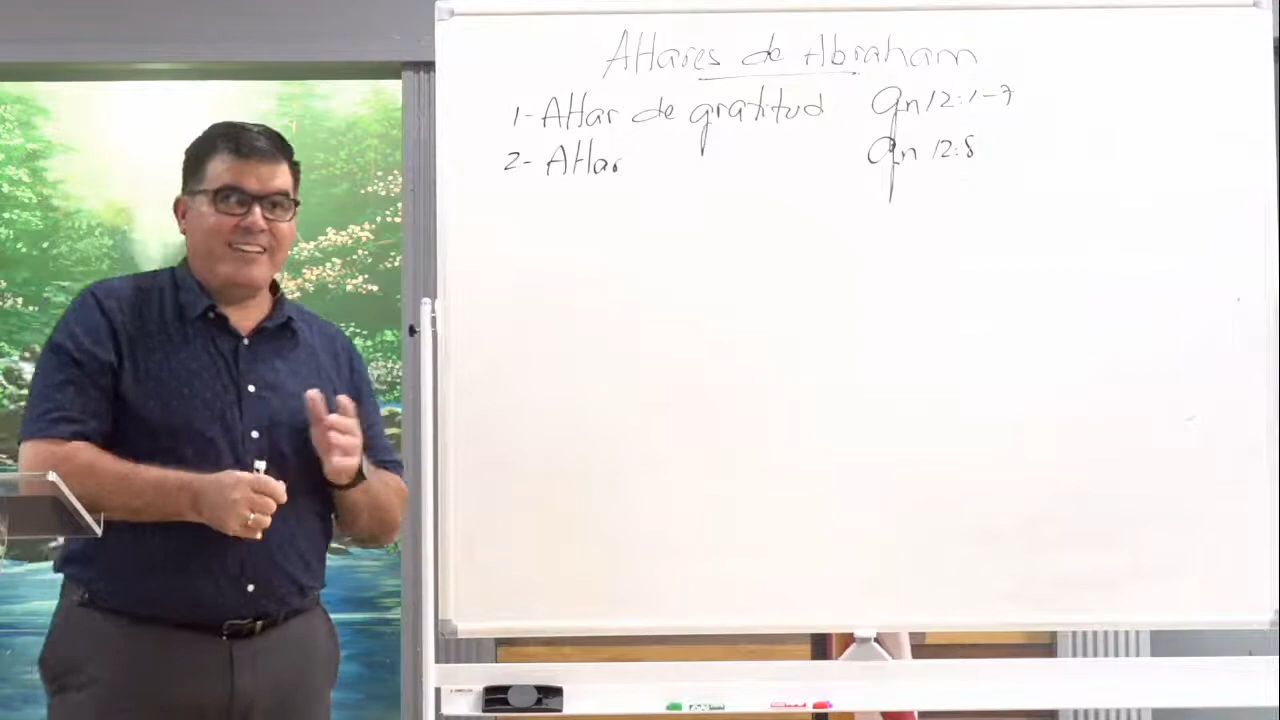 Altares de Abraham
1- Altar de gratitud Gn 12:1-7
2- Altar Gn 12:8